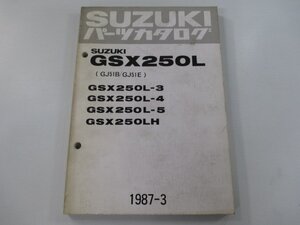 SUZUKI
パーツカタログ
SUZUKI
GSX250L
(GJ51B/GJ51E)
GSX250L-3
GSX250L-4
GSX250L-5
GSX250LH
1987-3